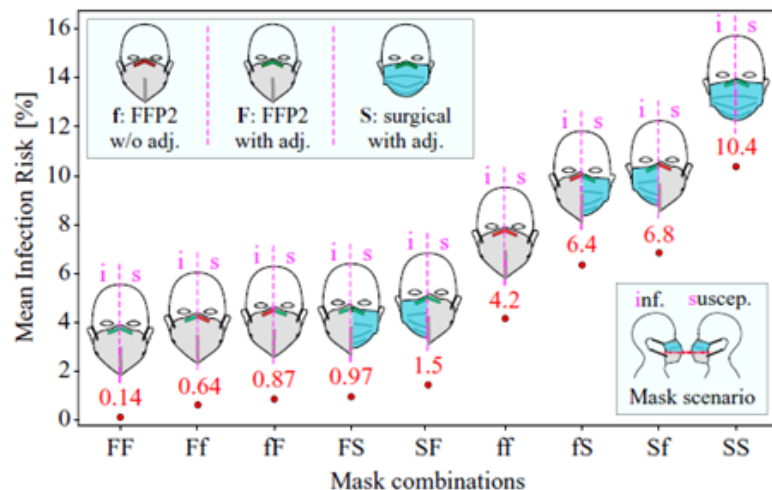 Mean Infection Risk [%]
16
14
12
10
8
6
4
2
0
f: FFP2
w/o adj.
F: FFP2
with adj.
S: surgical
with adj.
i s
0.14
i s
0.64
i s
0.87
i s
0.97
i s
1.5
i s
4.2
i s
6.4
i s
6.8
i s
10.4
inf. suscep.
Mask scenario
FF Ff fF FS SF ff fS Sf SS
Mask combinations